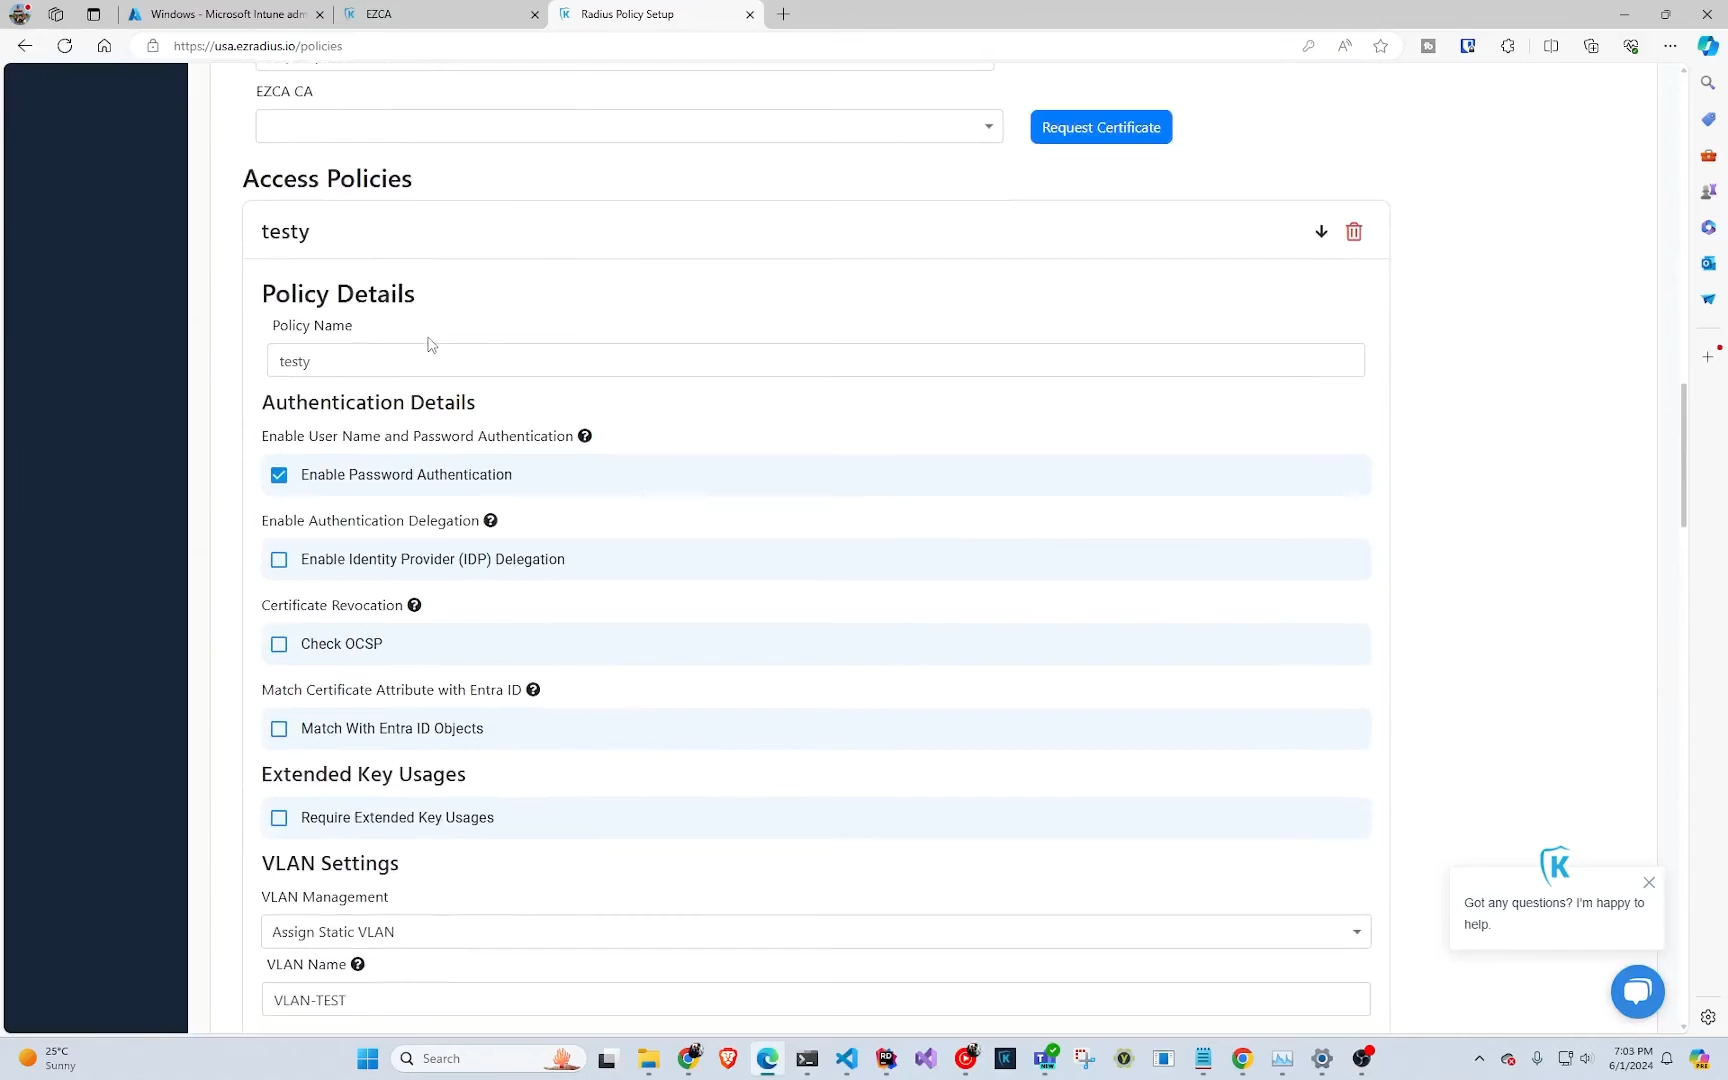 Windows - Microsoft Intune adm
EZCA
Radius Policy Setup
https://usa.ezradius.io/policies
EZCA CA
Request Certificate
Access Policies
testy
Policy Details
Policy Name
testy
Authentication Details
Enable User Name and Password Authentication
Enable Password Authentication
Enable Authentication Delegation
Enable Identity Provider (IDP) Delegation
Certificate Revocation
Check OCSP
Match Certificate Attribute with Entra ID
Match With Entra ID Objects
Extended Key Usages
Require Extended Key Usages
VLAN Settings
VLAN Management
Assign Static VLAN
VLAN Name
VLAN-TEST
Got any questions? I'm happy to
help.
25°C
Sunny
Search
7:03 PM
6/1/2024